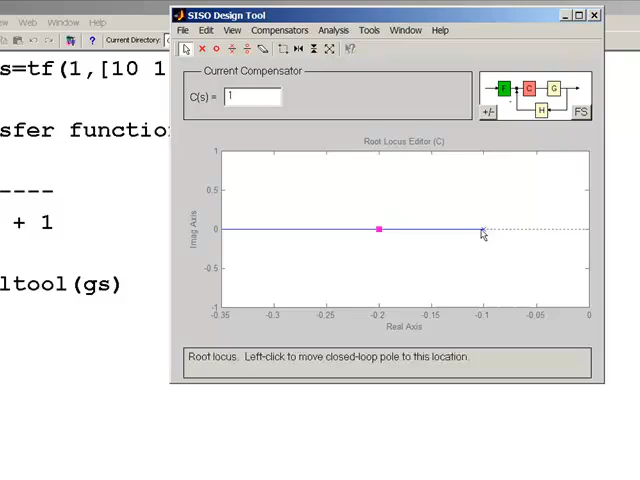 SISO Design Tool
View Web Window Help
File Edit View Compensators Analysis Tools Window Help
Current Directory:
s=tf(1,[10 1
Current Compensator
C(s) = 1
F C G
H
+/- FS
sfer function
Root Locus Editor (C)
1
0.5
0
-0.5
-1
Imag Axis
-----
+ 1
ltool(gs)
-0.35 -0.3 -0.25 -0.2 -0.15 -0.1 -0.05 0
Real Axis
Root locus. Left-click to move closed-loop pole to this location.